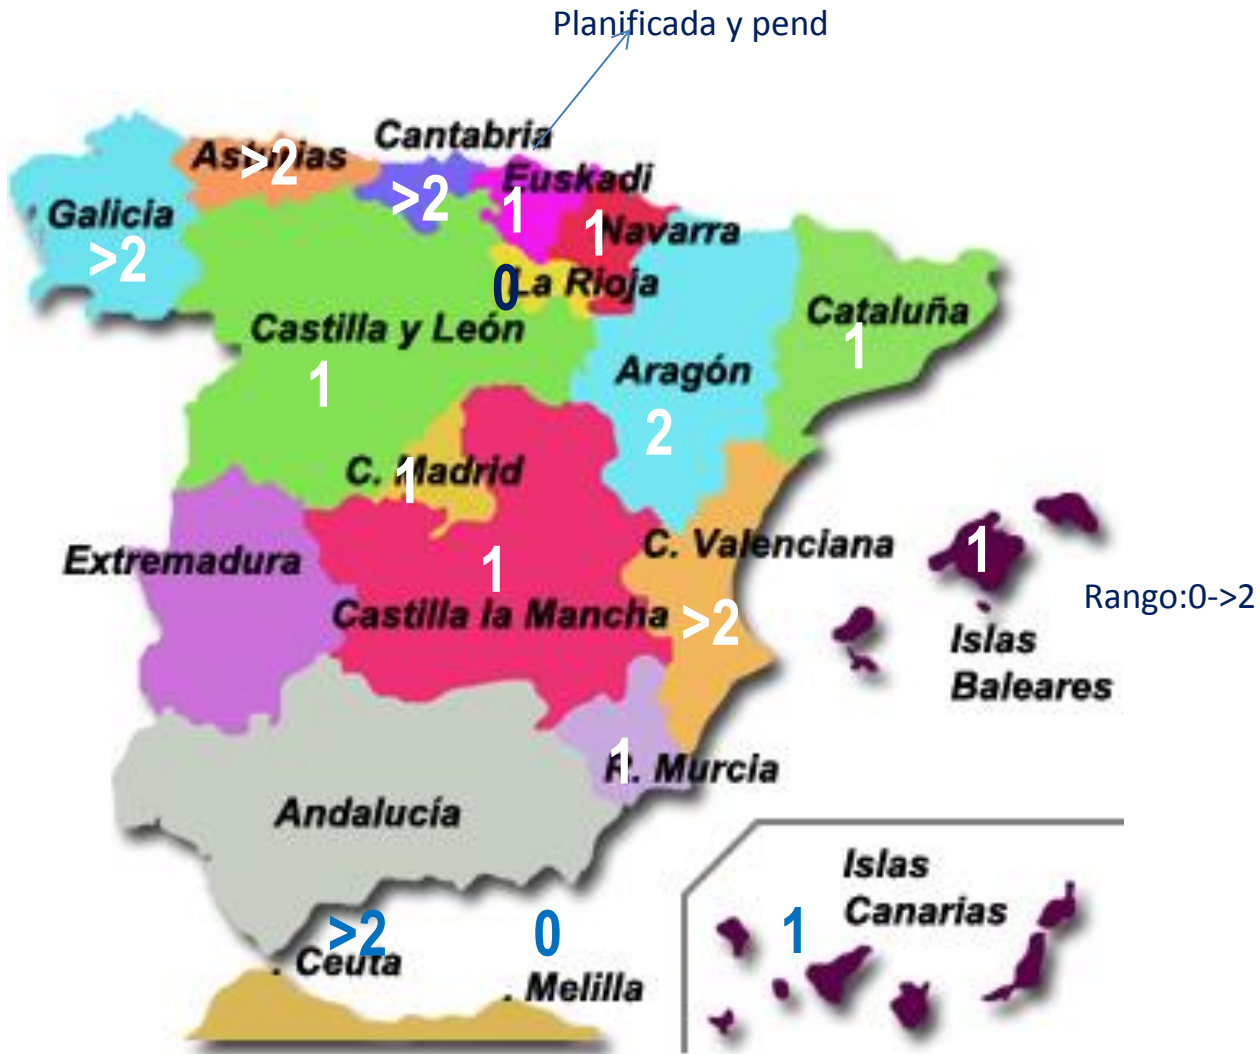 Planificada y pend
Cantabria
Asturias
>2
Euskadi
>2
1
Galicia
>2
1
Navarra
0
La Rioja
Cataluña
1
Castilla y León
1
Aragón
2
C. Madrid
1
C. Valenciana
>2
1
Islas
Baleares
Rango:0->2
Extremadura
1
Castilla la Mancha
1
R. Murcia
Andalucía
Islas
Canarias
1
>2
. Ceuta
0
. Melilla